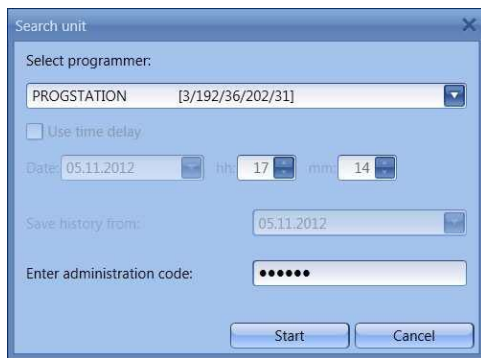 Search unit
Select programmer:
PROGSTATION [3/192/36/202/31]
Use time delay
Date: 05.11.2012 hh: 17 mm: 14
Save history from: 05.11.2012
Enter administration code: ●●●●●●
Start Cancel